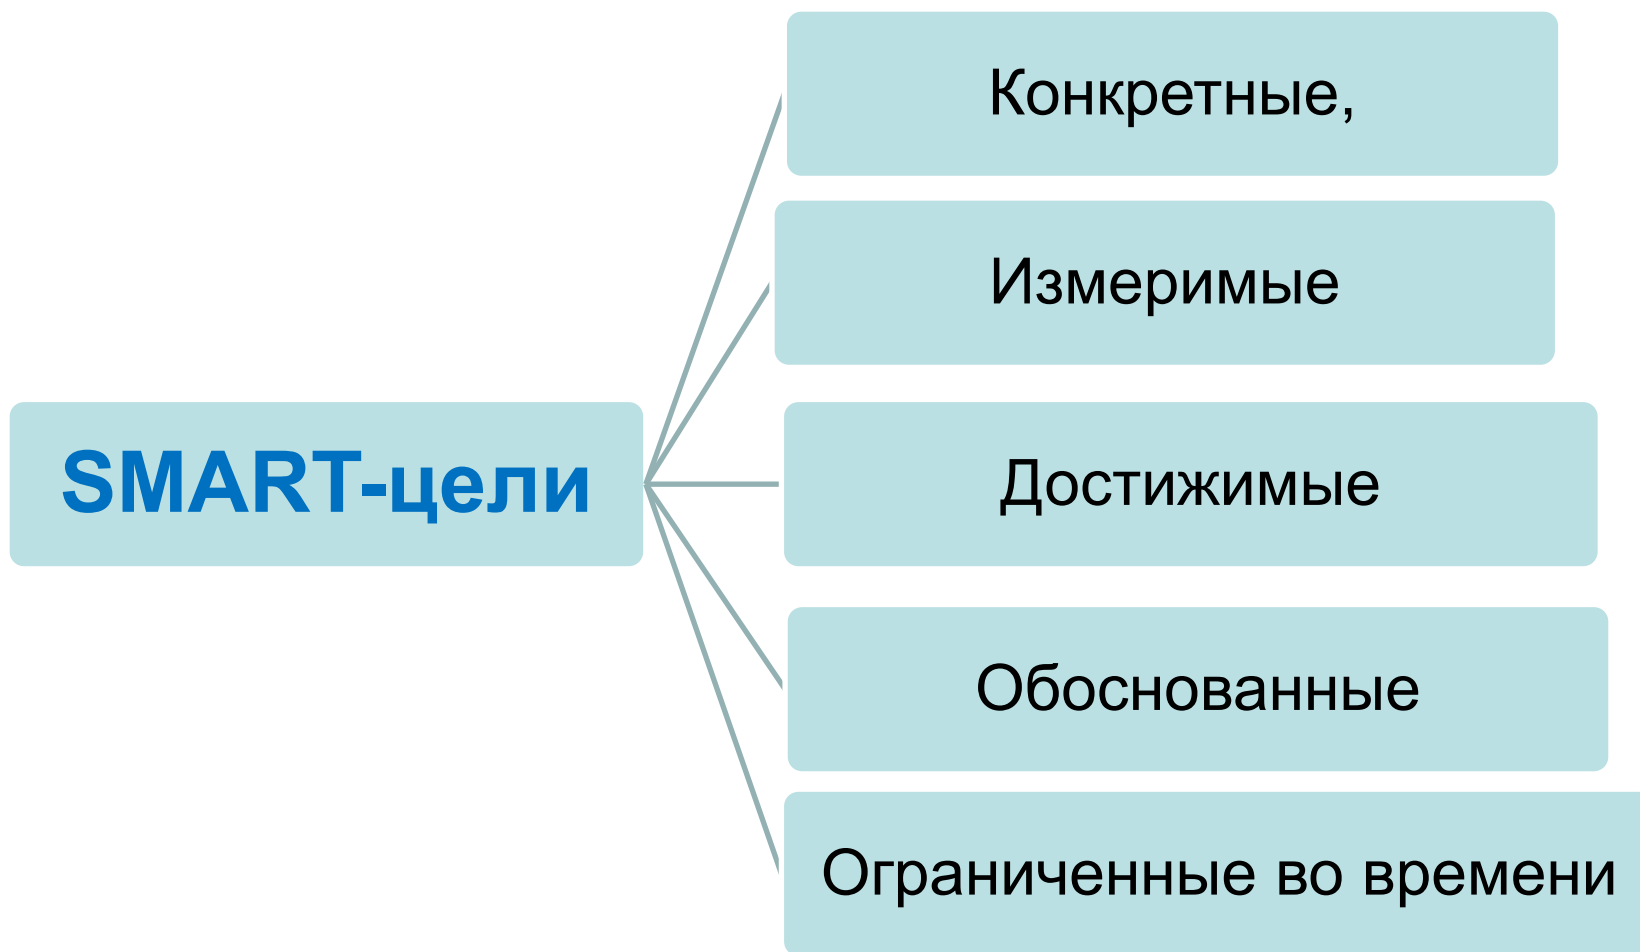 Конкретные,
Измеримые
SMART-цели
Достижимые
Обоснованные
Ограниченные во времени